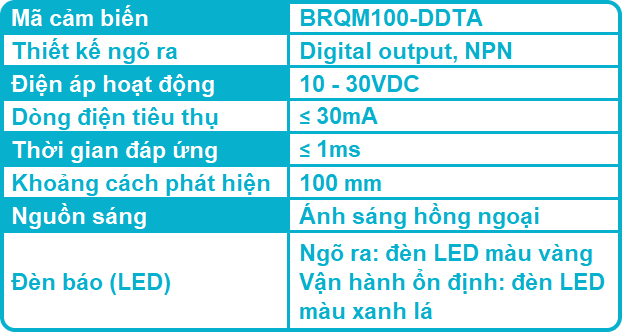 Mã cảm biến BRQM100-DDTA
Thiết kế ngõ ra Digital output, NPN
Điện áp hoạt động 10 - 30VDC
Dòng điện tiêu thụ ≤ 30mA
Thời gian đáp ứng ≤ 1ms
Khoảng cách phát hiện 100 mm
Nguồn sáng Ánh sáng hồng ngoại
Đèn báo (LED)
Ngõ ra: đèn LED màu vàng
Vận hành ổn định: đèn LED
màu xanh lá